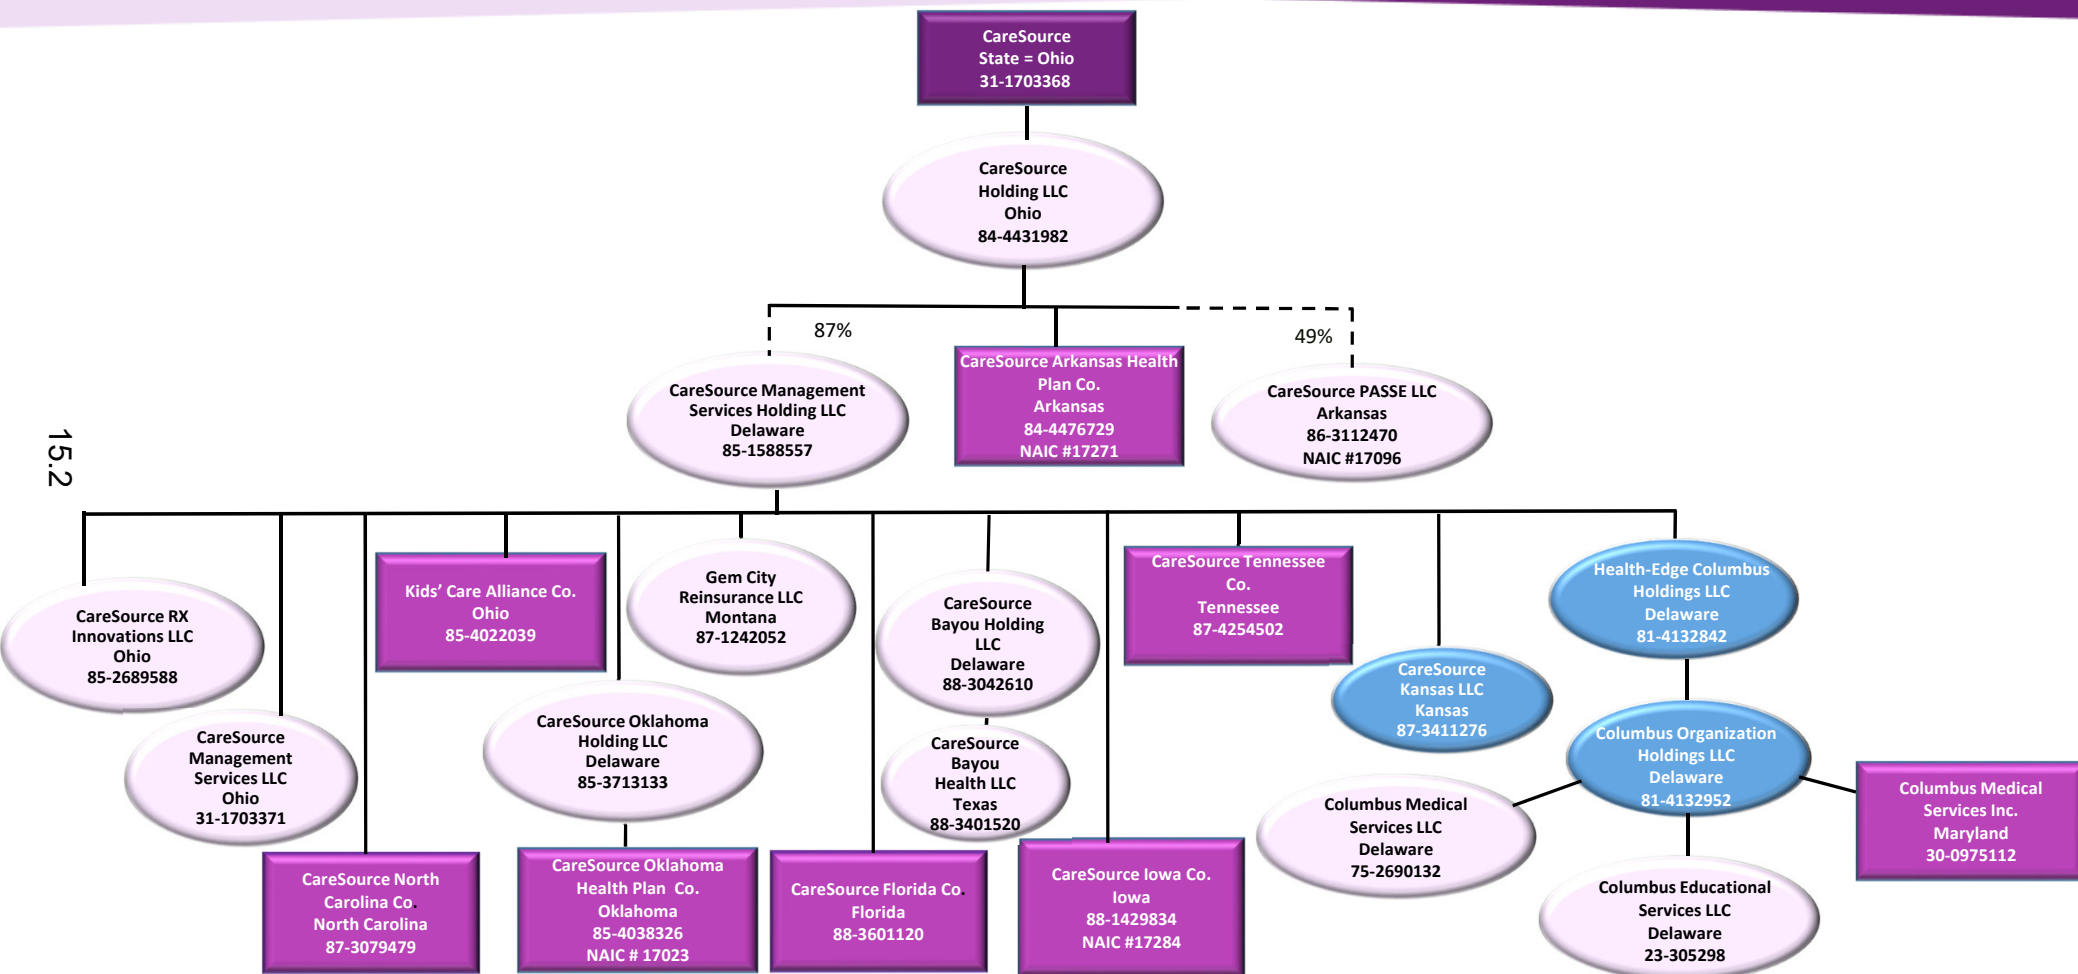 CareSource
State = Ohio
31-1703368
CareSource
Holding LLC
Ohio
84-4431982
87%
49%
CareSource Management
Services Holding LLC
Delaware
85-1588557
CareSource Arkansas Health
Plan Co.
Arkansas
84-4476729
NAIC #17271
CareSource PASSE LLC
Arkansas
86-3112470
NAIC #17096
15.2
CareSource RX
Innovations LLC
Ohio
85-2689588
CareSource
Management
Services LLC
Ohio
31-1703371
CareSource North
Carolina Co.
North Carolina
87-3079479
Kids’ Care Alliance Co.
Ohio
85-4022039
CareSource Oklahoma
Holding LLC
Delaware
85-3713133
CareSource Oklahoma
Health Plan Co.
Oklahoma
85-4038326
NAIC # 17023
Gem City
Reinsurance LLC
Montana
87-1242052
CareSource Florida Co.
Florida
88-3601120
CareSource
Bayou Holding
LLC
Delaware
88-3042610
CareSource
Bayou
Health LLC
Texas
88-3401520
CareSource Iowa Co.
Iowa
88-1429834
NAIC #17284
CareSource Tennessee
Co.
Tennessee
87-4254502
CareSource
Kansas LLC
Kansas
87-3411276
Health-Edge Columbus
Holdings LLC
Delaware
81-4132842
Columbus Organization
Holdings LLC
Delaware
81-4132952
Columbus Medical
Services LLC
Delaware
75-2690132
Columbus Educational
Services LLC
Delaware
23-305298
Columbus Medical
Services Inc.
Maryland
30-0975112